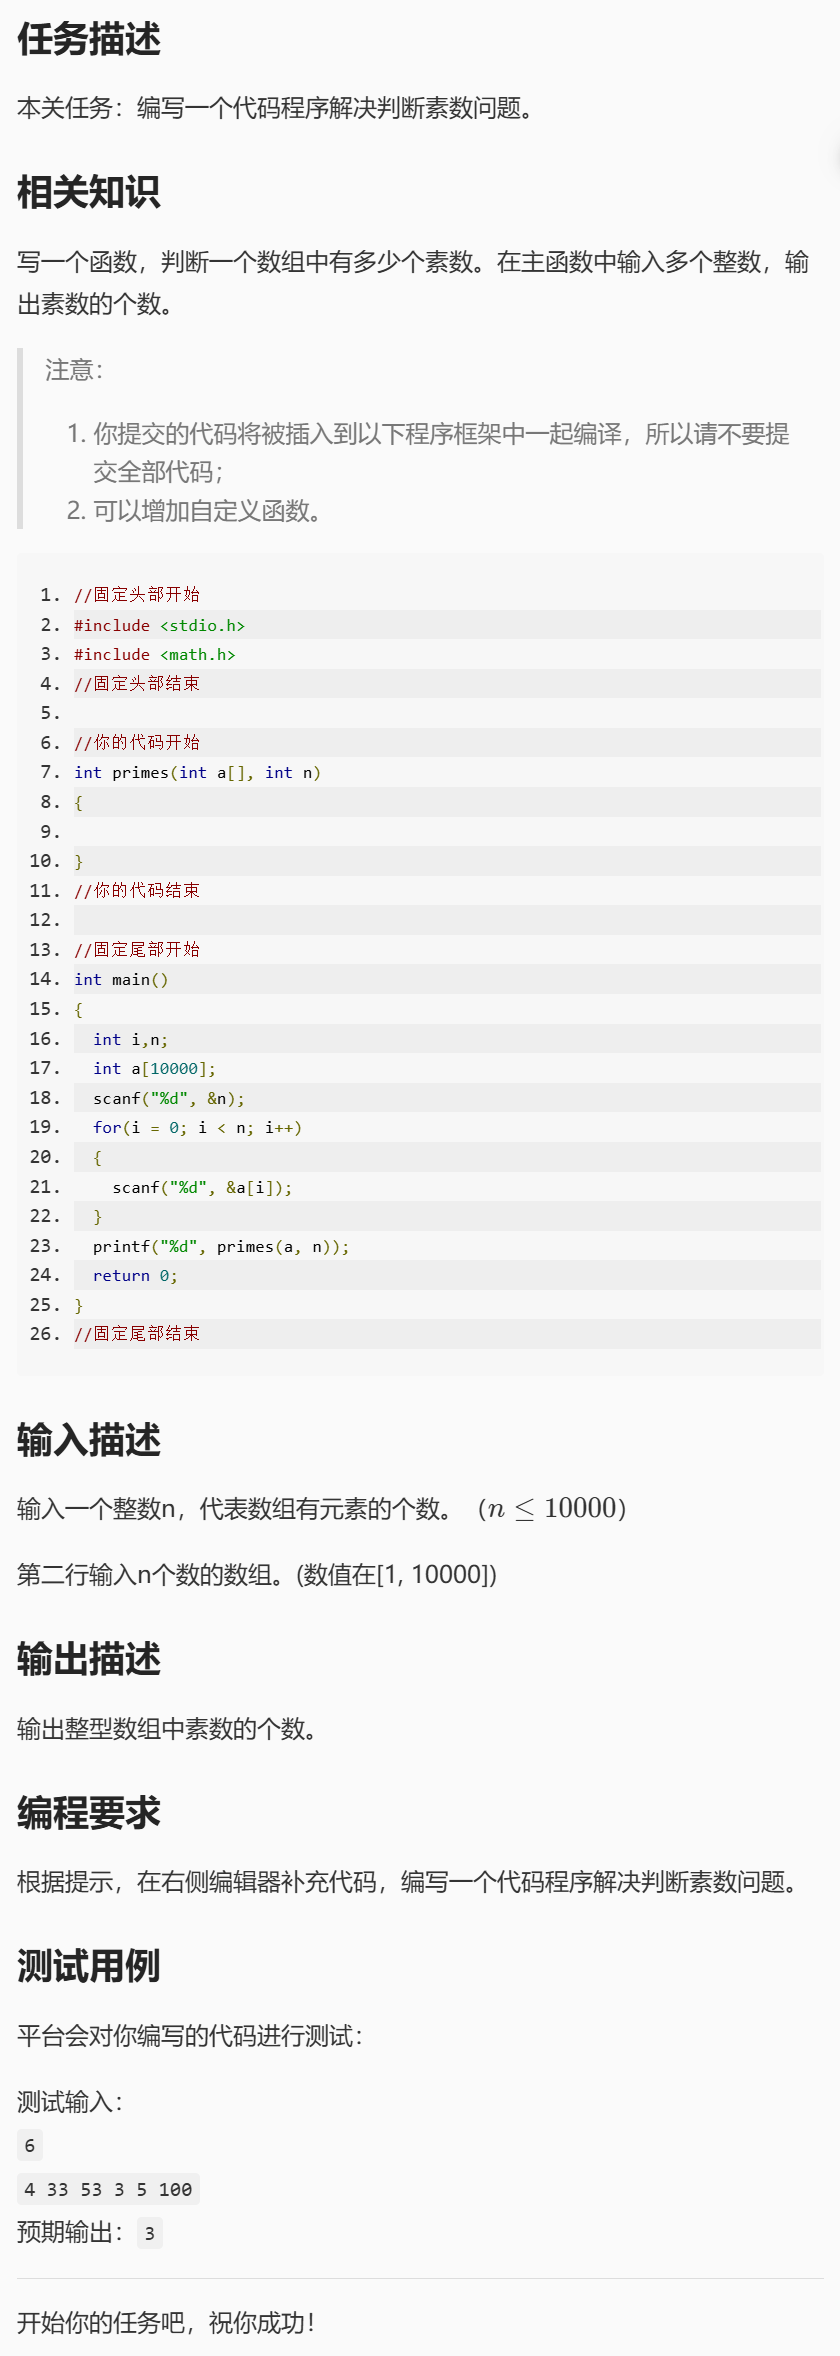 任务描述
本关任务：编写一个代码程序解决判断素数问题。
相关知识
写一个函数，判断一个数组中有多少个素数。在主函数中输入多个整数，输
出素数的个数。
注意：
1. 你提交的代码将被插入到以下程序框架中一起编译，所以请不要提
交全部代码；
2. 可以增加自定义函数。
1. //固定头部开始
2. #include <stdio.h>
3. #include <math.h>
4. //固定头部结束
5.
6. //你的代码开始
7. int primes(int a[], int n)
8. {
9.
10. }
11. //你的代码结束
12.
13. //固定尾部开始
14. int main()
15. {
16.   int i,n;
17.   int a[10000];
18.   scanf("%d", &n);
19.   for(i = 0; i < n; i++)
20.   {
21.     scanf("%d", &a[i]);
22.   }
23.   printf("%d", primes(a, n));
24.   return 0;
25. }
26. //固定尾部结束
输入描述
输入一个整数n，代表数组有元素的个数。（n ≤ 10000）
第二行输入n个数的数组。(数值在[1, 10000])
输出描述
输出整型数组中素数的个数。
编程要求
根据提示，在右侧编辑器补充代码，编写一个代码程序解决判断素数问题。
测试用例
平台会对你编写的代码进行测试：
测试输入：
6
4 33 53 3 5 100
预期输出：3
开始你的任务吧，祝你成功！